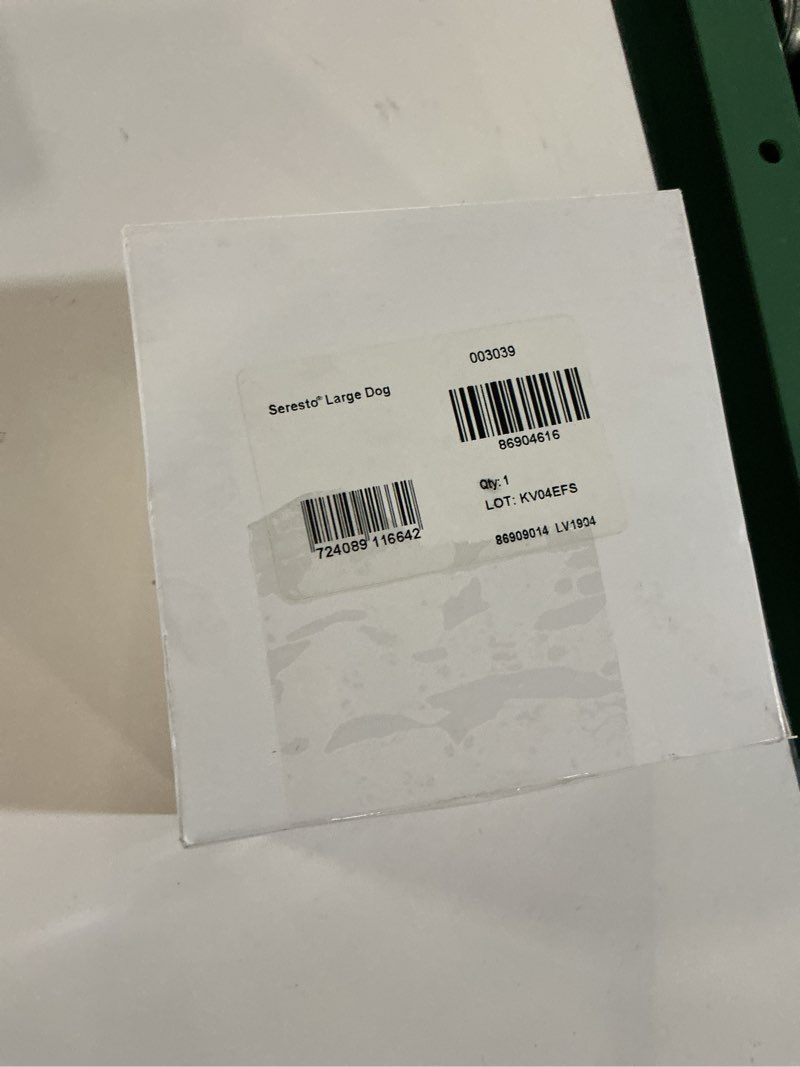 003039
Seresto® Large Dog
86904616
Qty: 1
LOT: KV04EFS
724089 116642
86909014 LV1904